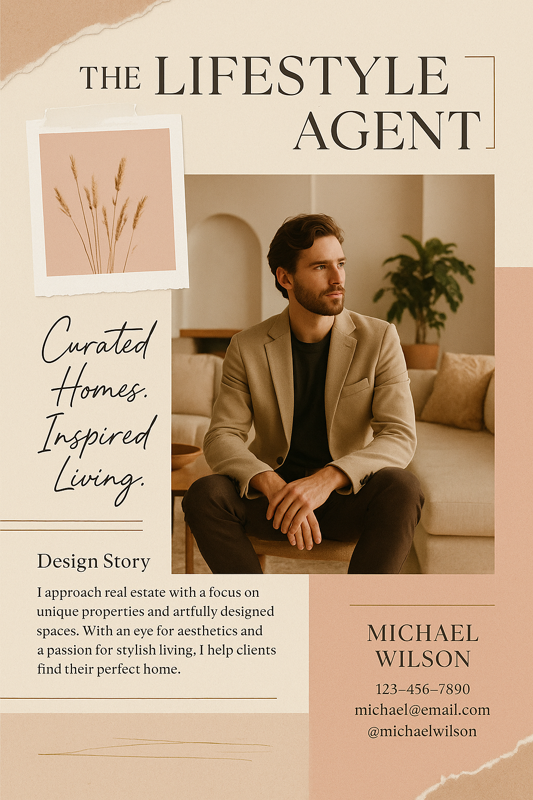 THE LIFESTYLE
AGENT
Curated
Homes.
Inspired
Living.
Design Story
I approach real estate with a focus on
unique properties and artfully designed
spaces. With an eye for aesthetics and
a passion for stylish living, I help clients
find their perfect home.
MICHAEL
WILSON
123–456–7890
michael@email.com
@michaelwilson